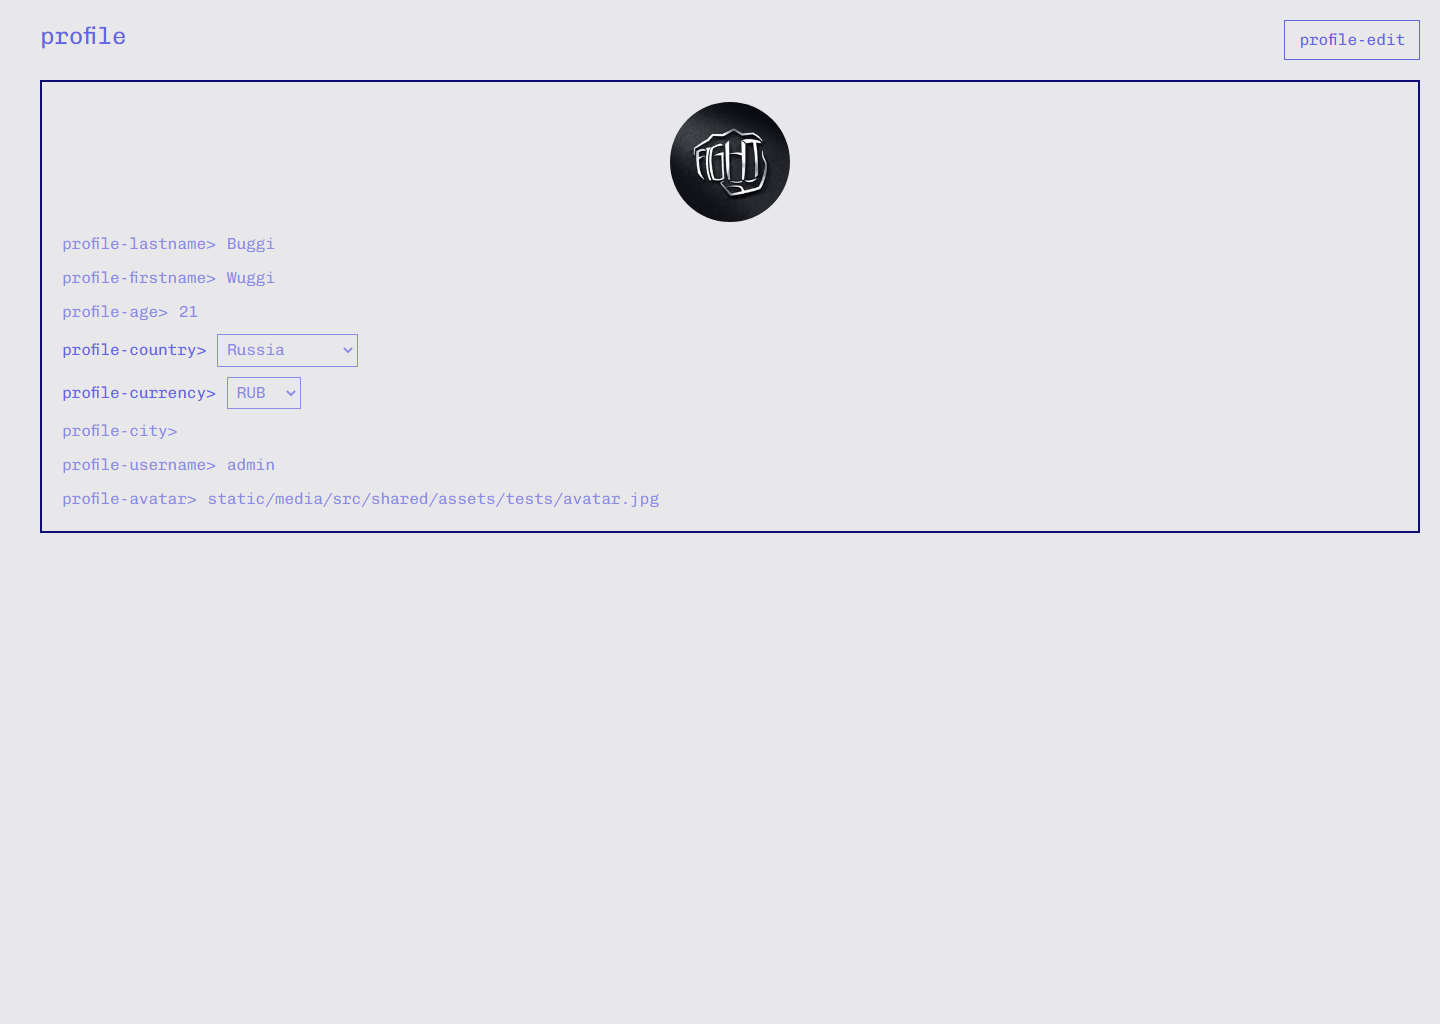 profile
profile-edit
FIGHT
profile-lastname> Buggi
profile-firstname> Wuggi
profile-age> 21
profile-country> Russia
profile-currency> RUB
profile-city>
profile-username> admin
profile-avatar> static/media/src/shared/assets/tests/avatar.jpg